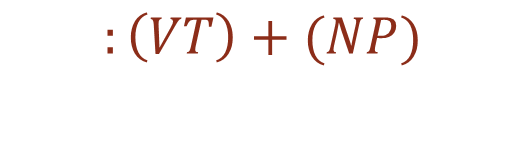 : (VT) + (NP)